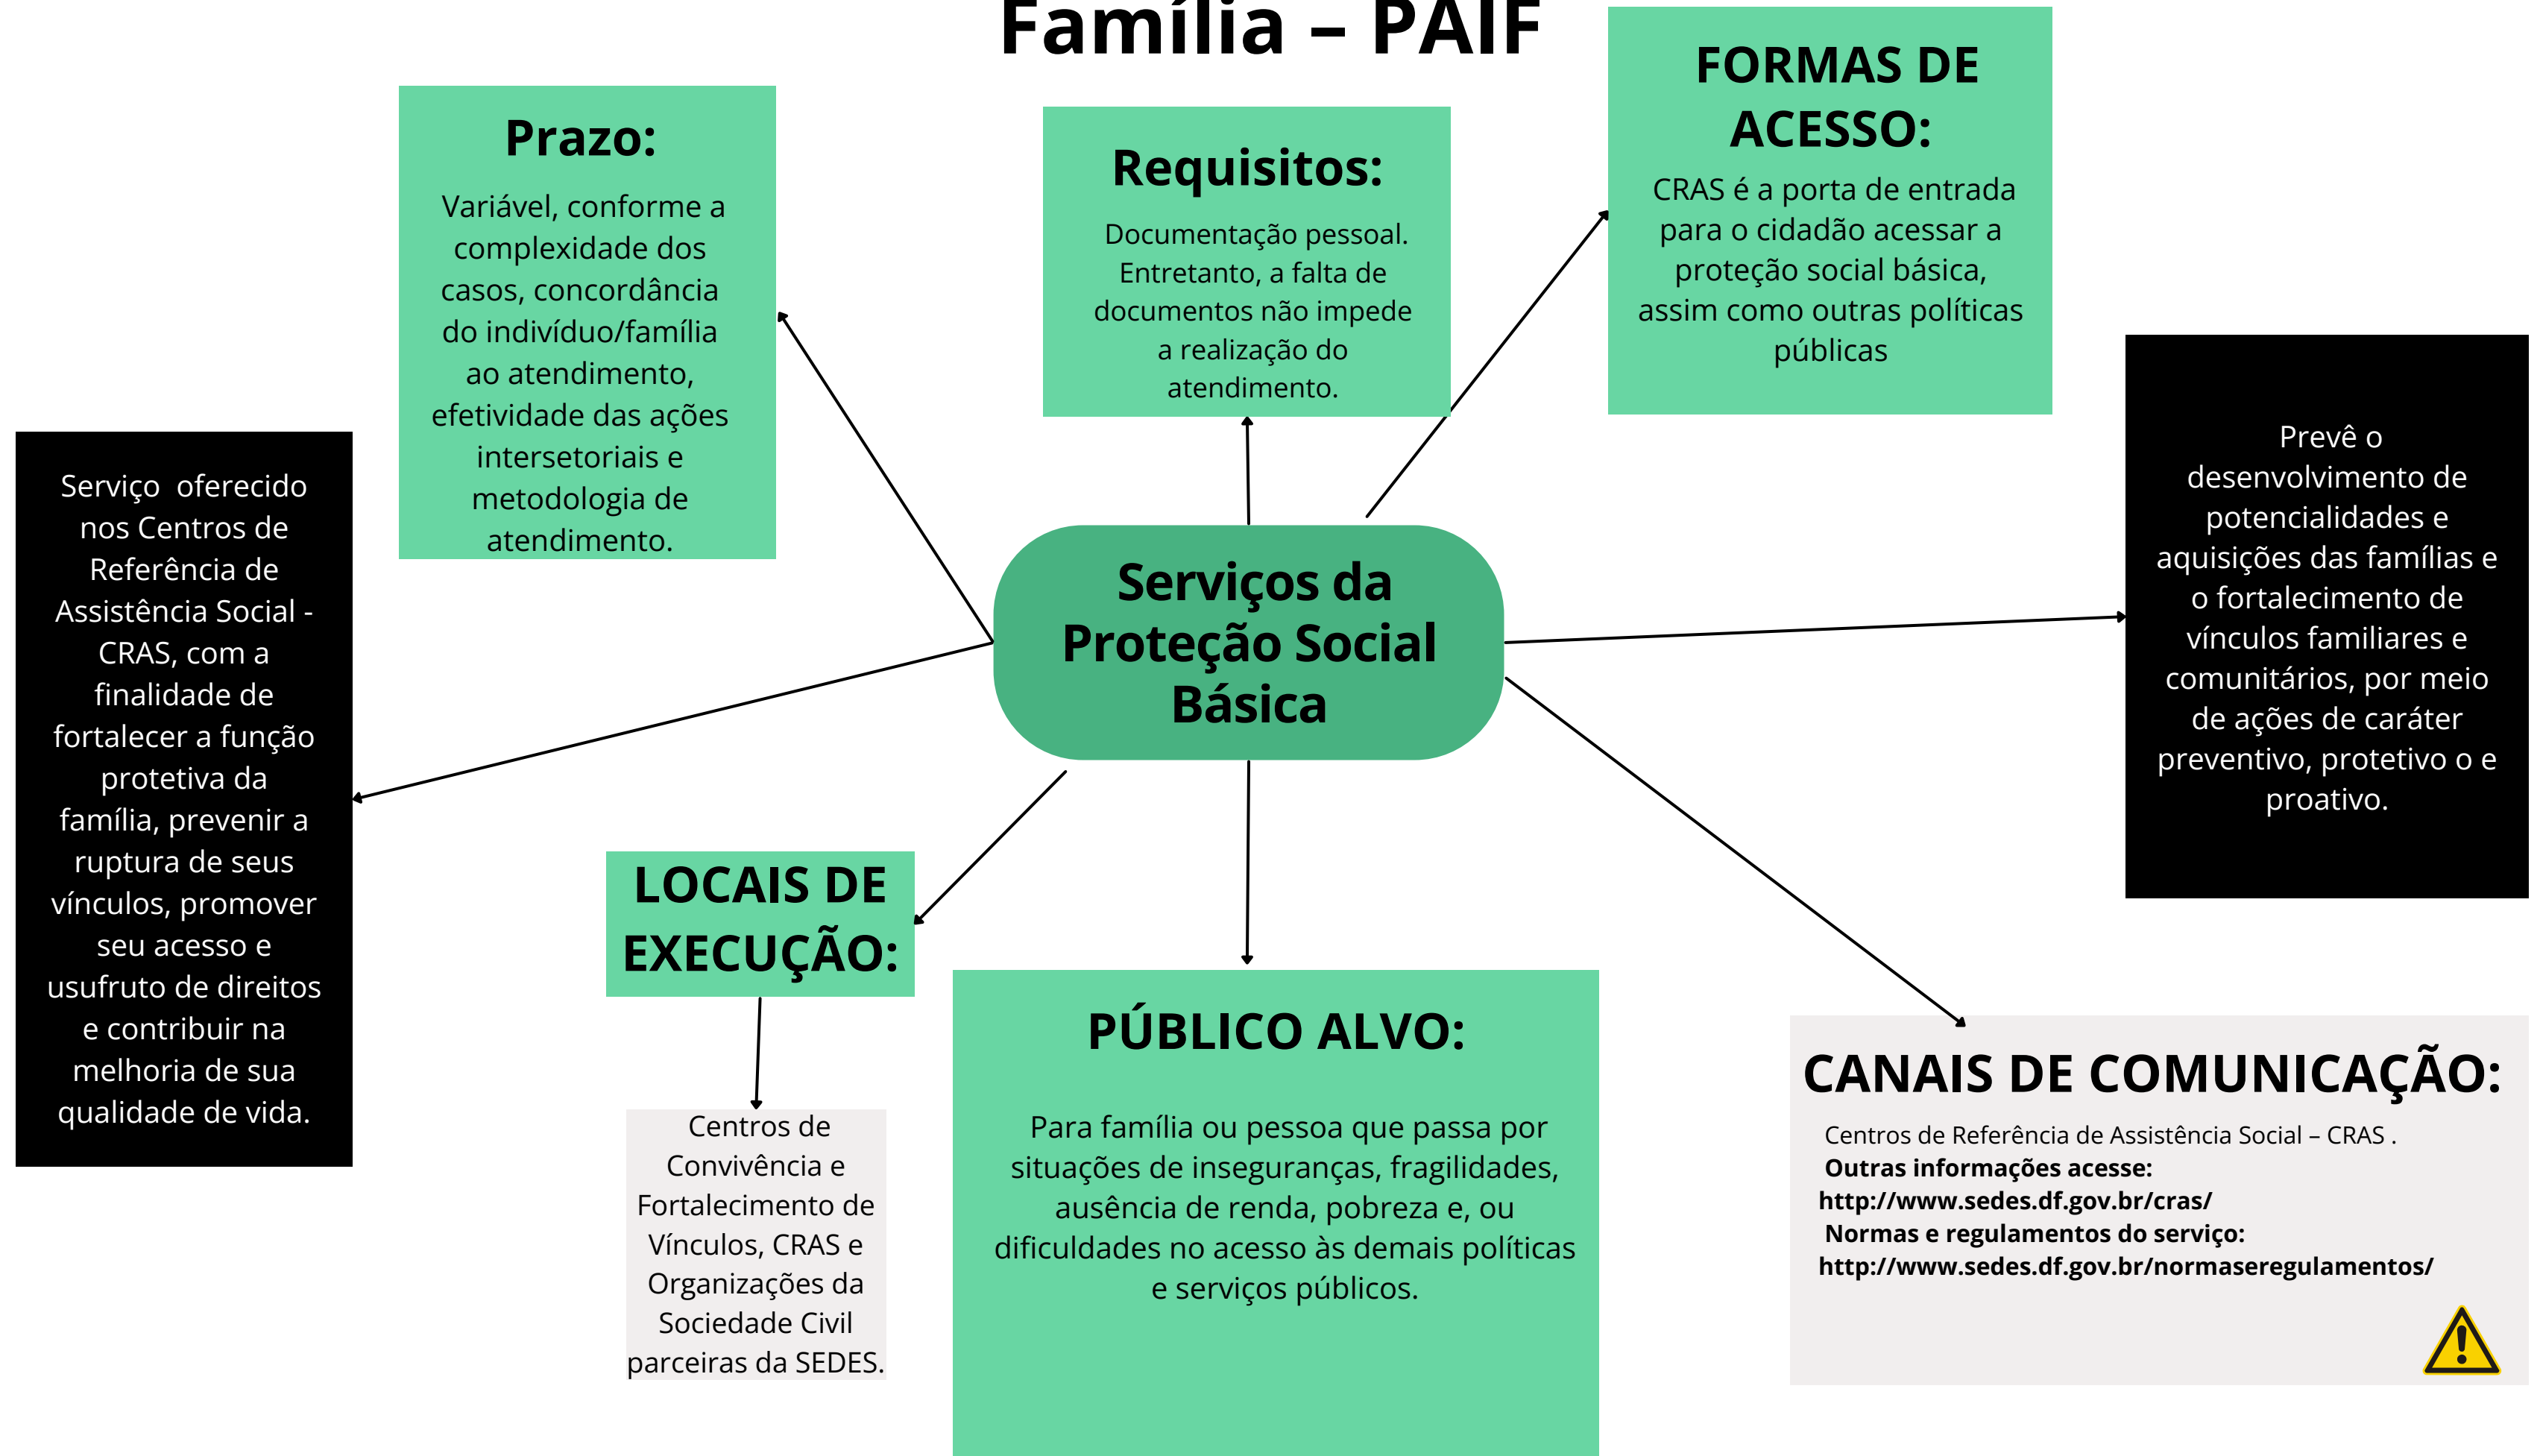 Família – PAIF
Prazo:
Variável, conforme a
complexidade dos
casos, concordância
do indivíduo/família
ao atendimento,
efetividade das ações
intersetoriais e
metodologia de
atendimento.
Requisitos:
Documentação pessoal.
Entretanto, a falta de
documentos não impede
a realização do
atendimento.
FORMAS DE
ACESSO:
CRAS é a porta de entrada
para o cidadão acessar a
proteção social básica,
assim como outras políticas
públicas
Serviço  oferecido
nos Centros de
Referência de
Assistência Social -
CRAS, com a
finalidade de
fortalecer a função
protetiva da
família, prevenir a
ruptura de seus
vínculos, promover
seu acesso e
usufruto de direitos
e contribuir na
melhoria de sua
qualidade de vida.
Serviços da
Proteção Social
Básica
Prevê o
desenvolvimento de
potencialidades e
aquisições das famílias e
o fortalecimento de
vínculos familiares e
comunitários, por meio
de ações de caráter
preventivo, protetivo o e
proativo.
LOCAIS DE
EXECUÇÃO:
Centros de
Convivência e
Fortalecimento de
Vínculos, CRAS e
Organizações da
Sociedade Civil
parceiras da SEDES.
PÚBLICO ALVO:
Para família ou pessoa que passa por
situações de inseguranças, fragilidades,
ausência de renda, pobreza e, ou
dificuldades no acesso às demais políticas
e serviços públicos.
CANAIS DE COMUNICAÇÃO:
Centros de Referência de Assistência Social – CRAS .
Outras informações acesse:
http://www.sedes.df.gov.br/cras/
Normas e regulamentos do serviço:
http://www.sedes.df.gov.br/normaseregulamentos/